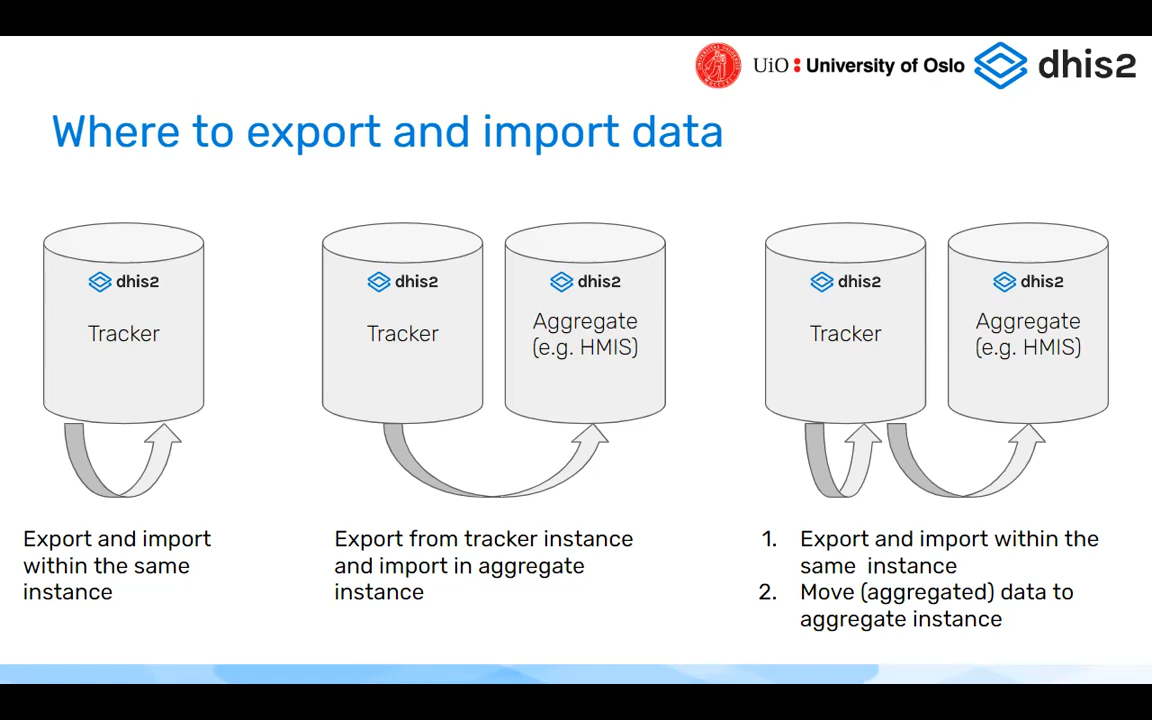 UiO : University of Oslo dhis2
Where to export and import data
dhis2
Tracker
dhis2
Tracker
dhis2
Aggregate
(e.g. HMIS)
dhis2
Tracker
dhis2
Aggregate
(e.g. HMIS)
Export and import
within the same
instance
Export from tracker instance
and import in aggregate
instance
1. Export and import within the
same instance
2. Move (aggregated) data to
aggregate instance